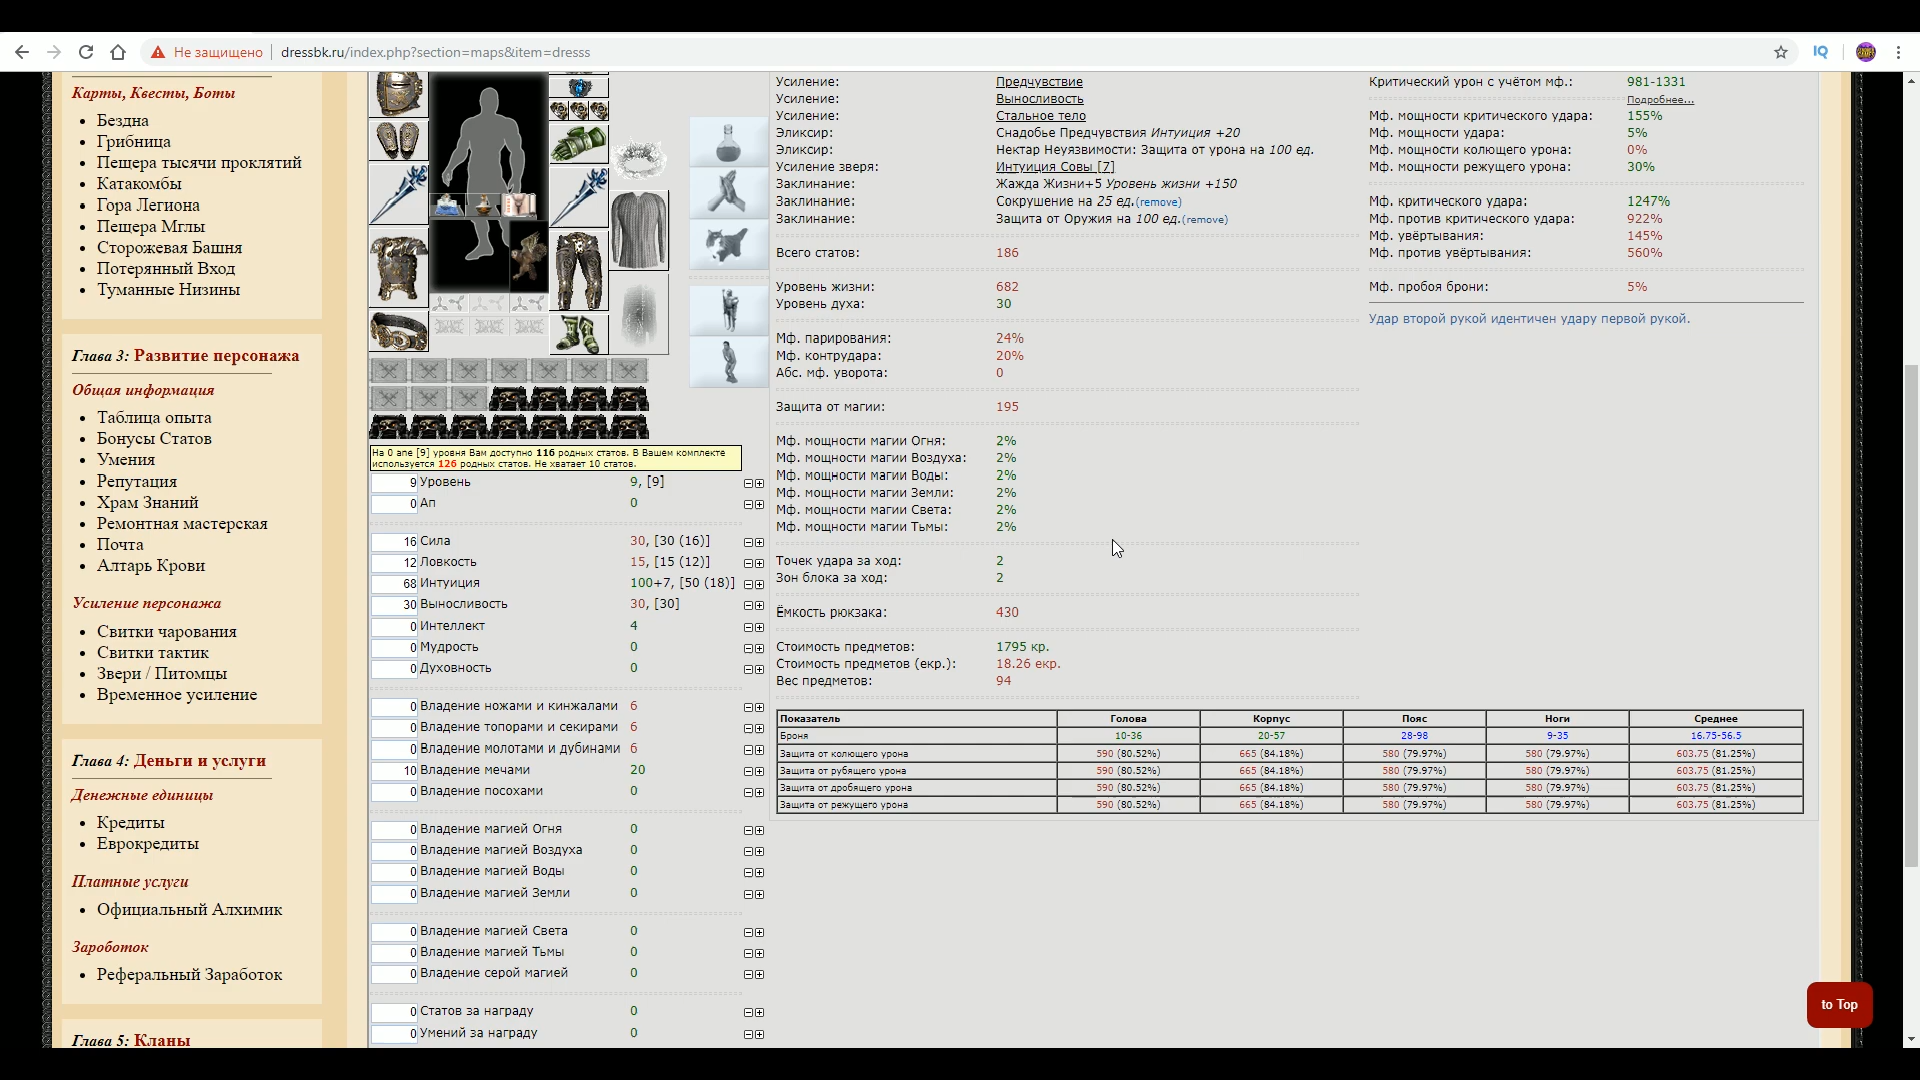 Не защищено
dressbk.ru/index.php?section=maps&item=dresss
IQ
Карты, Квесты, Боты
Бездна
Грибница
Пещера тысячи проклятий
Катакомбы
Гора Легиона
Пещера Мглы
Сторожевая Башня
Потерянный Вход
Туманные Низины
Глава 3: Развитие персонажа
Общая информация
Таблица опыта
Бонусы Статов
Умения
Репутация
Храм Знаний
Ремонтная мастерская
Почта
Алтарь Крови
Усиление персонажа
Свитки чарования
Свитки тактик
Звери / Питомцы
Временное усиление
Глава 4: Деньги и услуги
Денежные единицы
Кредиты
Еврокредиты
Платные услуги
Официальный Алхимик
Зароботок
Реферальный Заработок
Глава 5: Кланы
На 0 апе [9] уровня Вам доступно 116 родных статов. В Вашем комплекте
используется 126 родных статов. Не хватает 10 статов.
9 Уровень 9, [9]
0 Ап 0
16 Сила 30, [30 (16)]
12 Ловкость 15, [15 (12)]
68 Интуиция 100+7, [50 (18)]
30 Выносливость 30, [30]
0 Интеллект 4
0 Мудрость 0
0 Духовность 0
0 Владение ножами и кинжалами 6
0 Владение топорами и секирами 6
0 Владение молотами и дубинами 6
10 Владение мечами 20
0 Владение посохами 0
0 Владение магией Огня 0
0 Владение магией Воздуха 0
0 Владение магией Воды 0
0 Владение магией Земли 0
0 Владение магией Света 0
0 Владение магией Тьмы 0
0 Владение серой магией 0
0 Статов за награду 0
0 Умений за награду 0
Усиление: Предчувствие
Усиление: Выносливость
Усиление: Стальное тело
Эликсир: Снадобье Предчувствия Интуиция +20
Эликсир: Нектар Неуязвимости: Защита от урона на 100 ед.
Усиление зверя: Интуиция Совы [7]
Заклинание: Жажда Жизни+5 Уровень жизни +150
Заклинание: Сокрушение на 25 ед.(remove)
Заклинание: Защита от Оружия на 100 ед.(remove)
Всего статов: 186
Уровень жизни: 682
Уровень духа: 30
Мф. парирования: 24%
Мф. контрудара: 20%
Абс. мф. уворота: 0
Защита от магии: 195
Мф. мощности магии Огня: 2%
Мф. мощности магии Воздуха: 2%
Мф. мощности магии Воды: 2%
Мф. мощности магии Земли: 2%
Мф. мощности магии Света: 2%
Мф. мощности магии Тьмы: 2%
Точек удара за ход: 2
Зон блока за ход: 2
Ёмкость рюкзака: 430
Стоимость предметов: 1795 кр.
Стоимость предметов (екр.): 18.26 екр.
Вес предметов: 94
Критический урон с учётом мф.: 981-1331
Подробнее...
Мф. мощности критического удара: 155%
Мф. мощности удара: 5%
Мф. мощности колющего урона: 0%
Мф. мощности режущего урона: 30%
Мф. критического удара: 1247%
Мф. против критического удара: 922%
Мф. увёртывания: 145%
Мф. против увёртывания: 560%
Мф. пробоя брони: 5%
Удар второй рукой идентичен удару первой рукой.
Показатель Голова Корпус Пояс Ноги Среднее
Броня 10-36 20-57 28-98 9-35 16.75-56.5
Защита от колющего урона 590 (80.52%) 665 (84.18%) 580 (79.97%) 580 (79.97%) 603.75 (81.25%)
Защита от рубящего урона 590 (80.52%) 665 (84.18%) 580 (79.97%) 580 (79.97%) 603.75 (81.25%)
Защита от дробящего урона 590 (80.52%) 665 (84.18%) 580 (79.97%) 580 (79.97%) 603.75 (81.25%)
Защита от режущего урона 590 (80.52%) 665 (84.18%) 580 (79.97%) 580 (79.97%) 603.75 (81.25%)
to Top